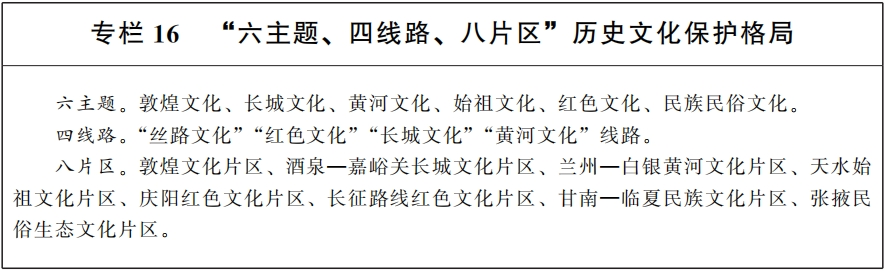 专栏 16 “六主题、四线路、八片区”历史文化保护格局
六主题。敦煌文化、长城文化、黄河文化、始祖文化、红色文化、民族民俗文化。
四线路。“丝路文化”“红色文化”“长城文化”“黄河文化”线路。
八片区。敦煌文化片区、酒泉—嘉峪关长城文化片区、兰州—白银黄河文化片区、天水始
祖文化片区、庆阳红色文化片区、长征路线红色文化片区、甘南—临夏民族文化片区、张掖民
俗生态文化片区。